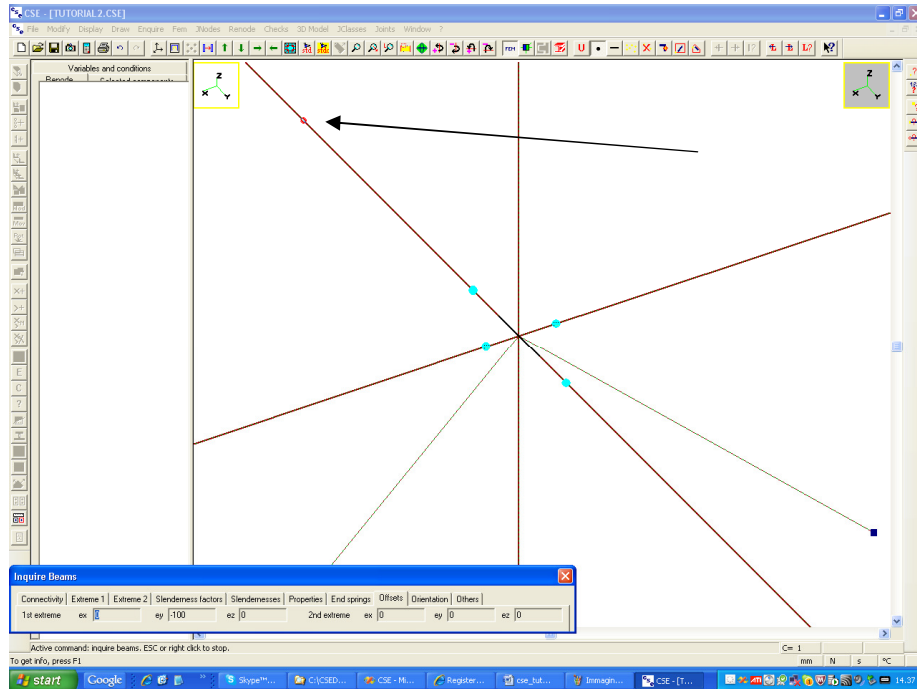 CSE - [TUTORIAL2.CSE]
File Modify Display Draw Enquire Fem JNodes Renode Checks 3D Model JClasses Joints Window ?
Variables and conditions
Renode Selected components
Z
X Y
Z
X Y
Inquire Beams
Connectivity Extreme 1 Extreme 2 Slenderness factors Slendernesses Properties End springs Offsets Orientation Others
1st extreme ex 0 ey -100 ez 0 2nd extreme ex 0 ey 0 ez 0
Active command: inquire beams. ESC or right click to stop. C= 1
To get info, press F1 mm N s °C
start Google Skype™... C:\CSED... CSE - Mi... Register... cse_tut... Immagin... CSE - [T... 14.37